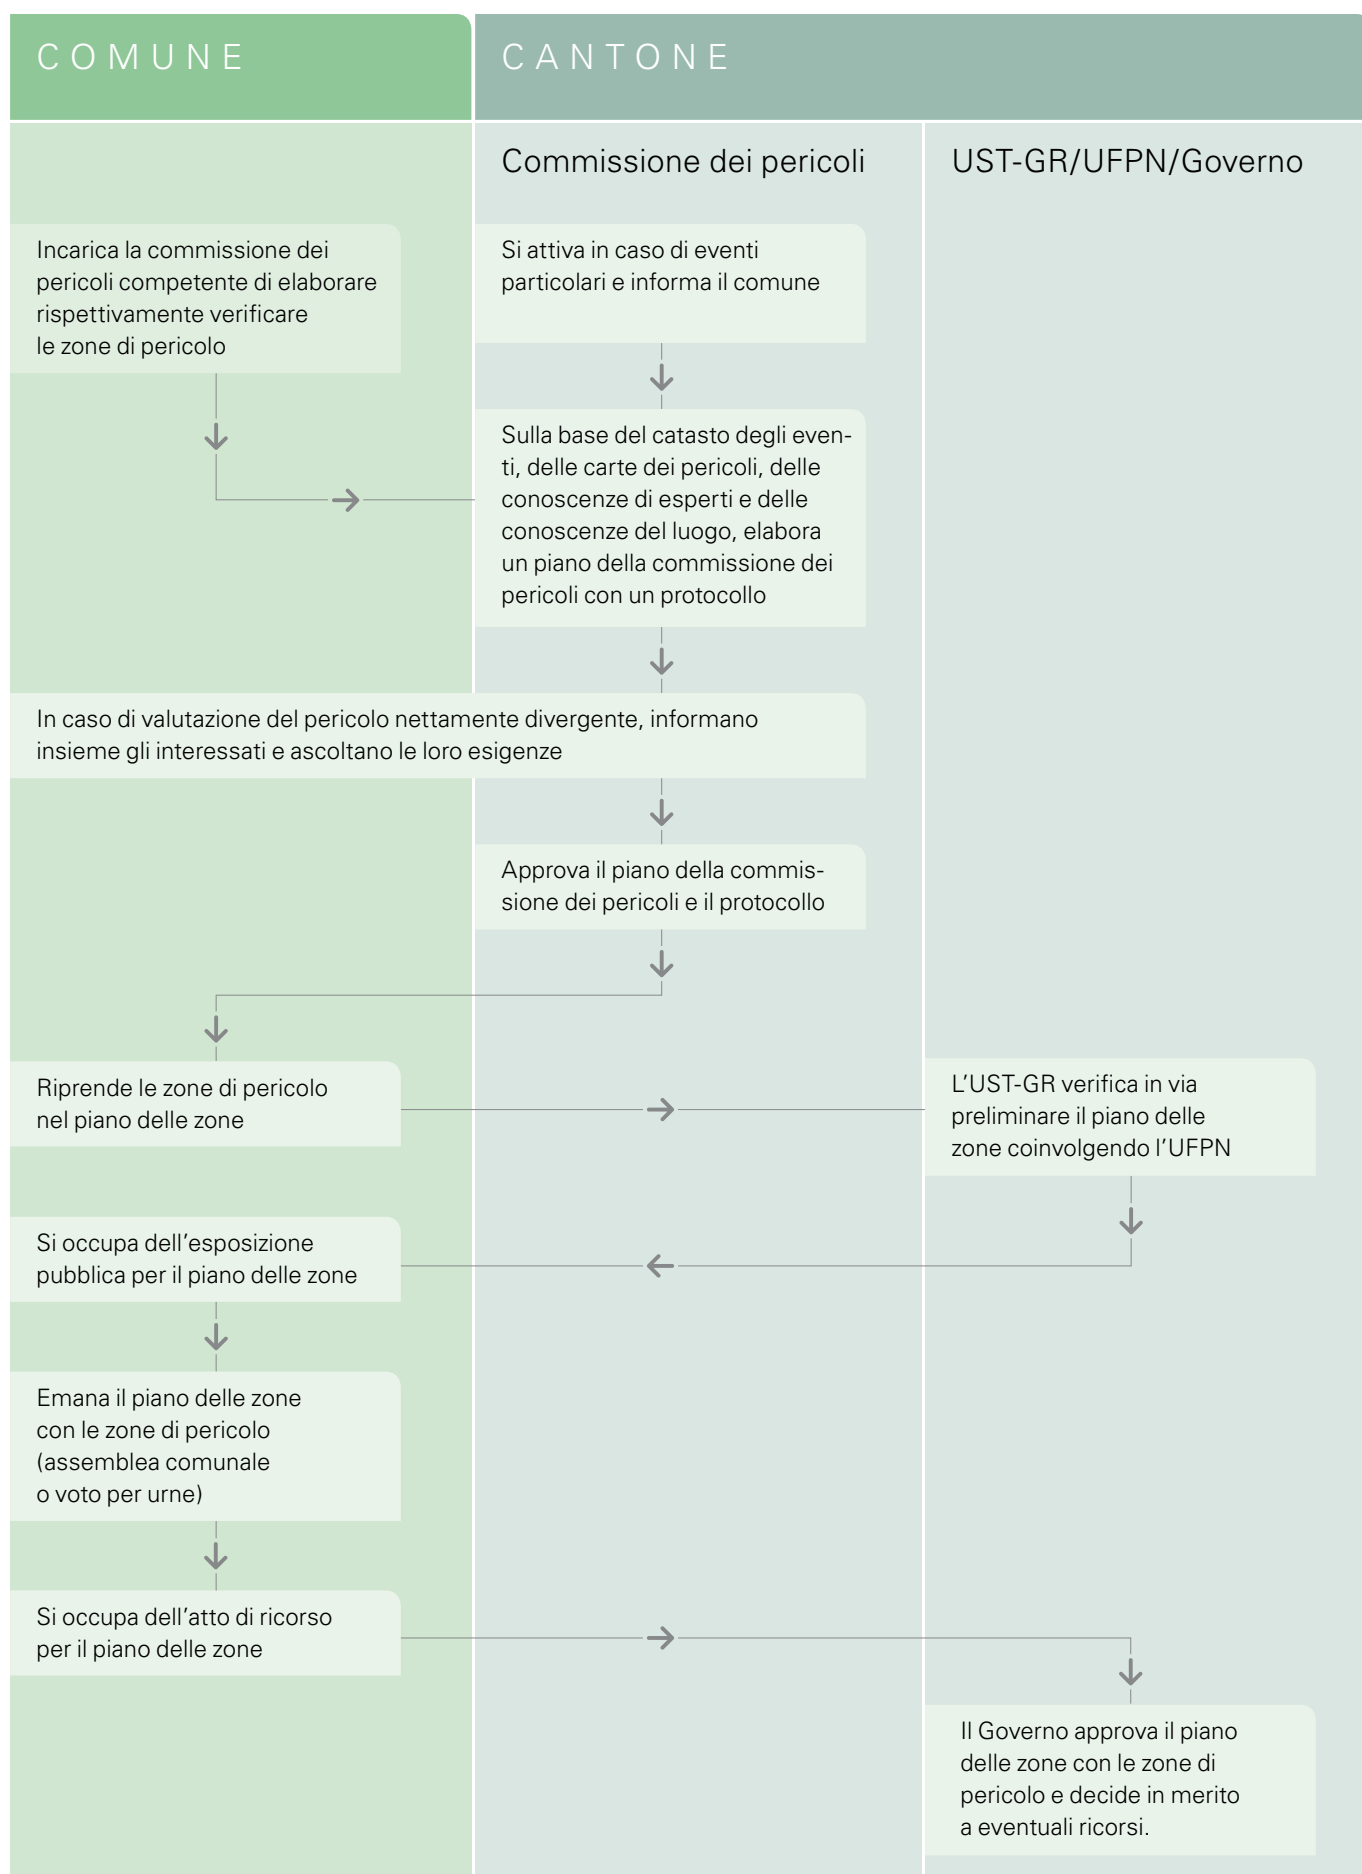 COMUNE
CANTONE
Commissione dei pericoli
UST-GR/UFPN/Governo
Incarica la commissione dei
pericoli competente di elaborare
rispettivamente verificare
le zone di pericolo
Si attiva in caso di eventi
particolari e informa il comune
Sulla base del catasto degli even-
ti, delle carte dei pericoli, delle
conoscenze di esperti e delle
conoscenze del luogo, elabora
un piano della commissione dei
pericoli con un protocollo
In caso di valutazione del pericolo nettamente divergente, informano
insieme gli interessati e ascoltano le loro esigenze
Approva il piano della commis-
sione dei pericoli e il protocollo
Riprende le zone di pericolo
nel piano delle zone
L’UST-GR verifica in via
preliminare il piano delle
zone coinvolgendo l’UFPN
Si occupa dell’esposizione
pubblica per il piano delle zone
Emana il piano delle zone
con le zone di pericolo
(assemblea comunale
o voto per urne)
Si occupa dell’atto di ricorso
per il piano delle zone
Il Governo approva il piano
delle zone con le zone di
pericolo e decide in merito
a eventuali ricorsi.